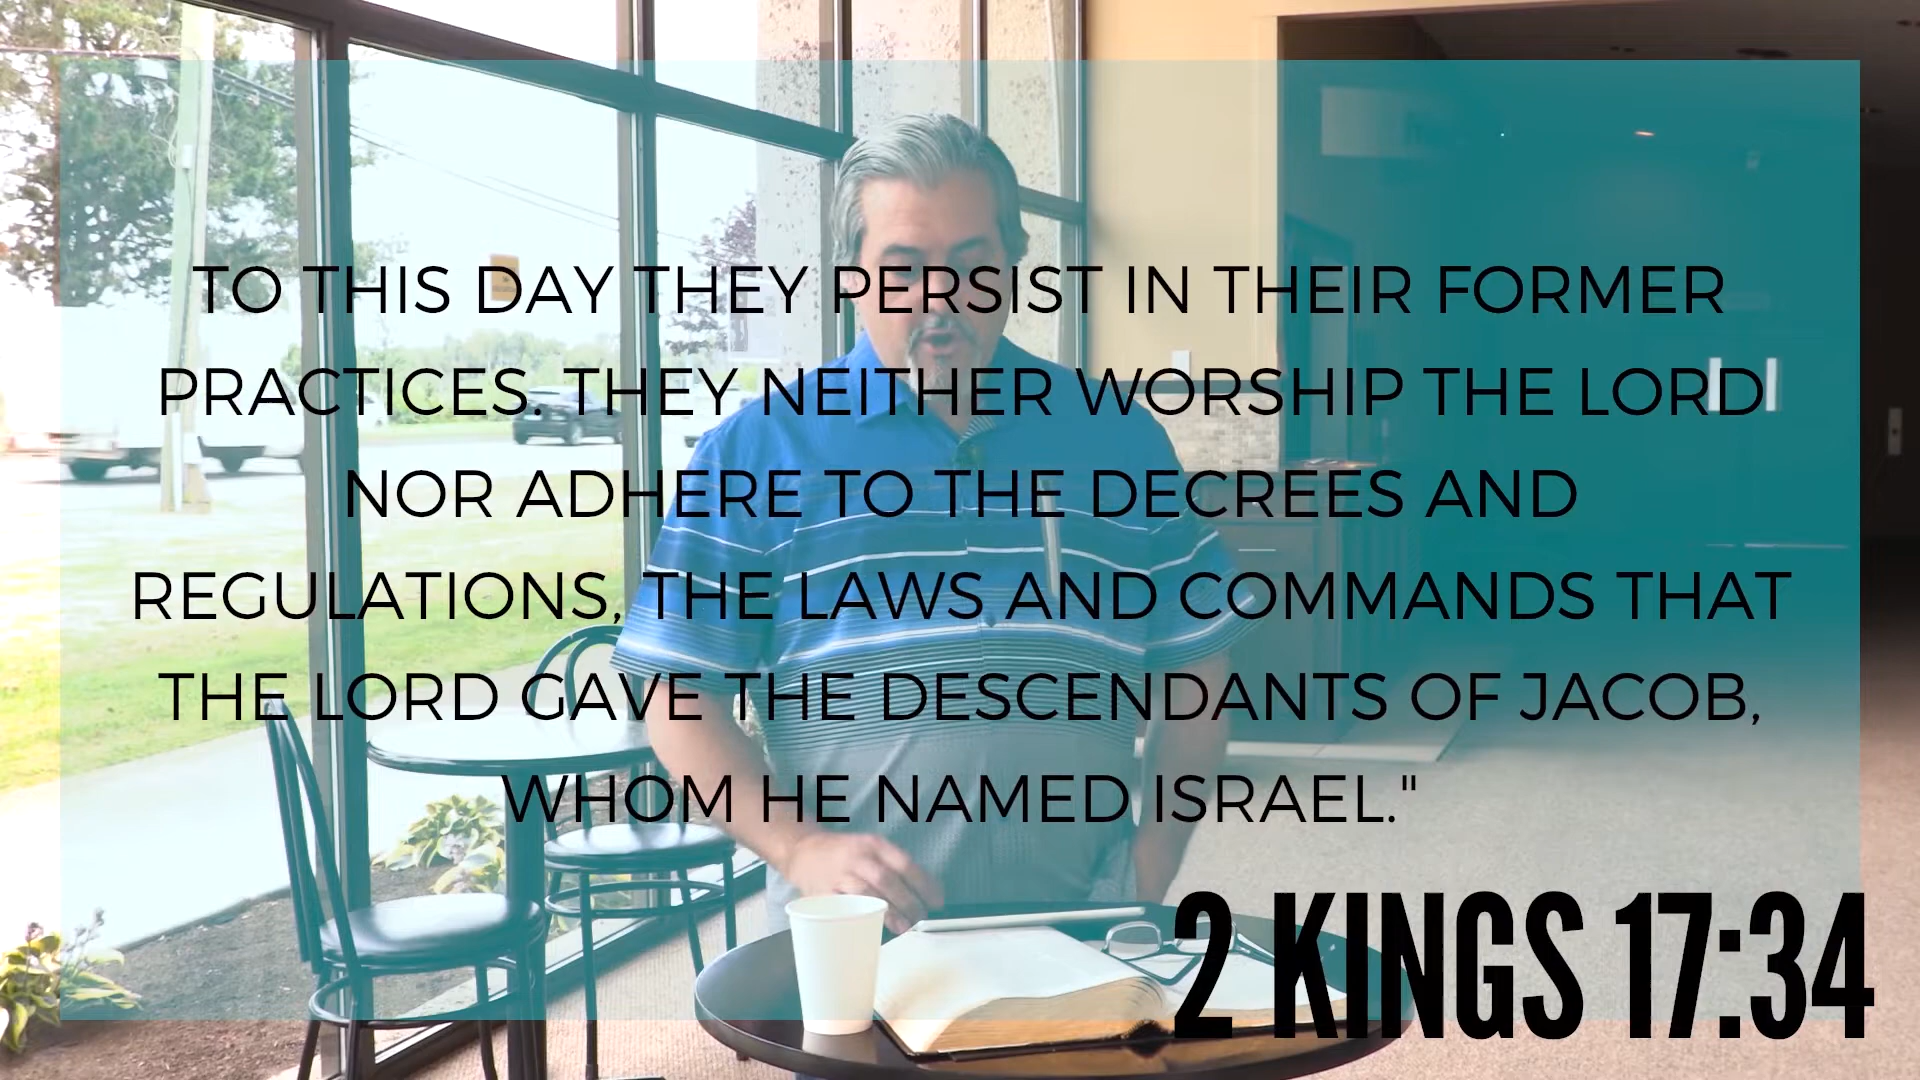 TO THIS DAY THEY PERSIST IN THEIR FORMER
PRACTICES. THEY NEITHER WORSHIP THE LORD
NOR ADHERE TO THE DECREES AND
REGULATIONS, THE LAWS AND COMMANDS THAT
THE LORD GAVE THE DESCENDANTS OF JACOB,
WHOM HE NAMED ISRAEL."
2 KINGS 17:34